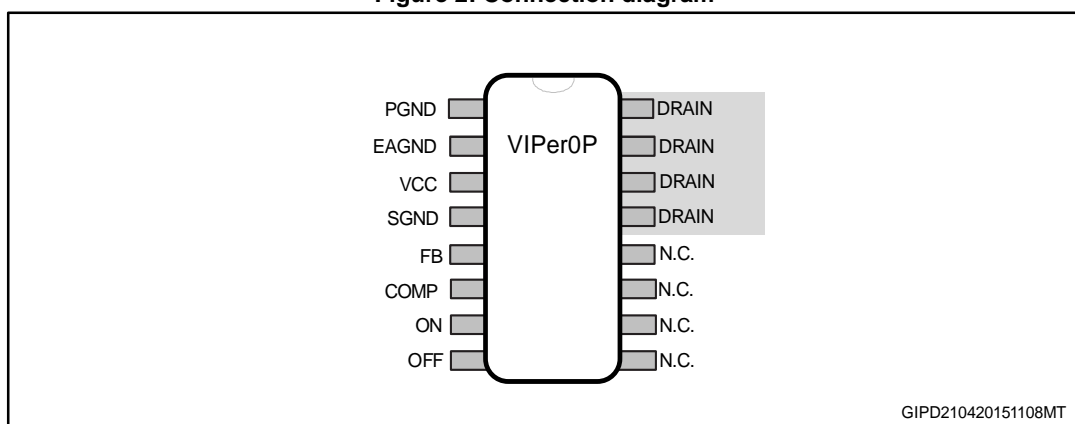 Figure 2: Connection diagram
PGND
DRAIN
EAGND
VIPer0P
DRAIN
VCC
DRAIN
SGND
DRAIN
FB
N.C.
COMP
N.C.
ON
N.C.
OFF
N.C.
GIPD210420151108MT